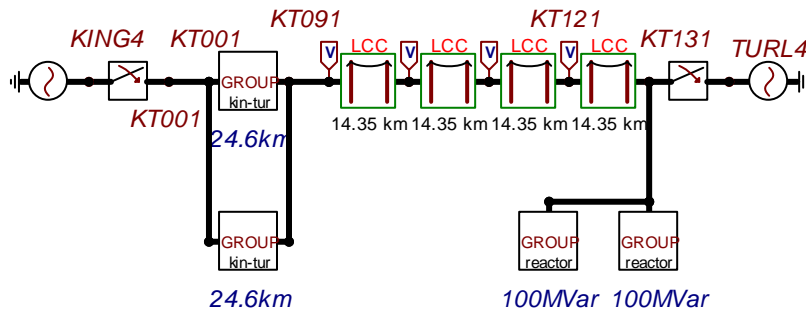 KING4
KT001
KT091
KT121
KT131
TURL4
V
LCC
V
LCC
V
LCC
V
LCC
GROUP
kin-tur
KT001
24.6km
14.35 km
14.35 km
14.35 km
14.35 km
GROUP
kin-tur
24.6km
GROUP
reactor
GROUP
reactor
100MVar
100MVar